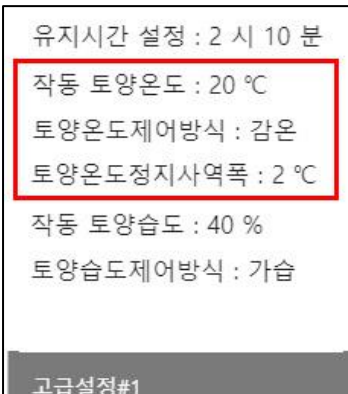 유지시간 설정 : 2 시 10 분
작동 토양온도 : 20 ℃
토양온도제어방식 : 감온
토양온도정지사역폭 : 2 ℃
작동 토양습도 : 40 %
토양습도제어방식 : 가습
고급설정#1